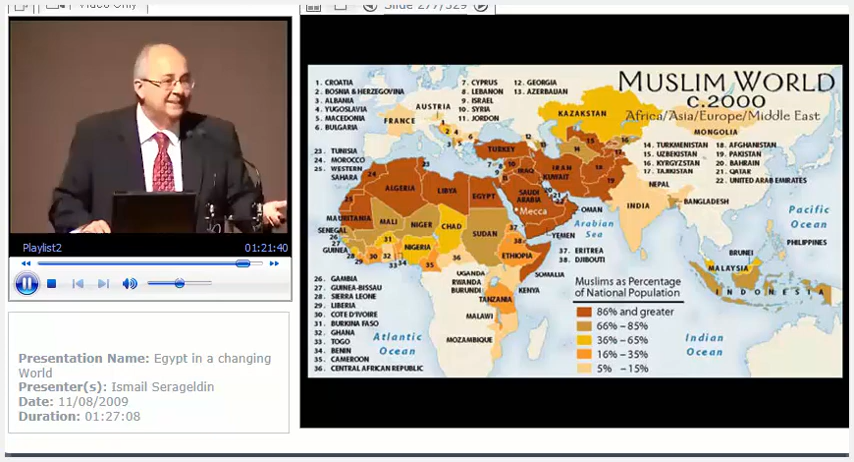 Video Only
Slide 277/329
Playlist2
01:21:40
Presentation Name: Egypt in a changing
World
Presenter(s): Ismail Serageldin
Date: 11/08/2009
Duration: 01:27:08
MUSLIM WORLD
C.2000
Africa/Asia/Europe/Middle East
1. CROATIA
2. BOSNIA & HERZEGOVINA
3. ALBANIA
4. YUGOSLAVIA
5. MACEDONIA
6. BULGARIA
7. CYPRUS
8. LEBANON
9. ISRAEL
10. SYRIA
11. JORDON
12. GEORGIA
13. AZERBAIJAN
14. TURKMENISTAN
15. UZBEKISTAN
16. KYRGYZSTAN
17. TAJIKISTAN
18. AFGHANISTAN
19. PAKISTAN
20. BAHRAIN
21. QATAR
22. UNITED ARAB EMIRATES
23. TUNISIA
24. MOROCCO
25. WESTERN
SAHARA
26. GAMBIA
27. GUINEA-BISSAU
28. SIERRA LEONE
29. LIBERIA
30. COTE D'IVOIRE
31. BURKINA FASO
32. GHANA
33. TOGO
34. BENIN
35. CAMEROON
36. CENTRAL AFRICAN REPUBLIC
37. ERITREA
38. DJIBOUTI
AUSTRIA
FRANCE
KAZAKSTAN
MONGOLIA
TURKEY
IRAQ
IRAN
KUWAIT
ALGERIA
LIBYA
EGYPT
SAUDI
ARABIA
Mecca
OMAN
YEMEN
Arabian
Sea
NEPAL
INDIA
BANGLADESH
Pacific
Ocean
PHILIPPINES
BRUNEI
MALAYSIA
INDONESIA
MAURITANIA
MALI
NIGER
CHAD
SUDAN
SENEGAL
GUINEA
NIGERIA
ETHIOPIA
SOMALIA
UGANDA
RWANDA
BURUNDI
KENYA
TANZANIA
MALAWI
MOZAMBIQUE
Atlantic
Ocean
Indian
Ocean
Muslims as Percentage
of National Population
86% and greater
66% – 85%
36% – 65%
16% – 35%
5% – 15%